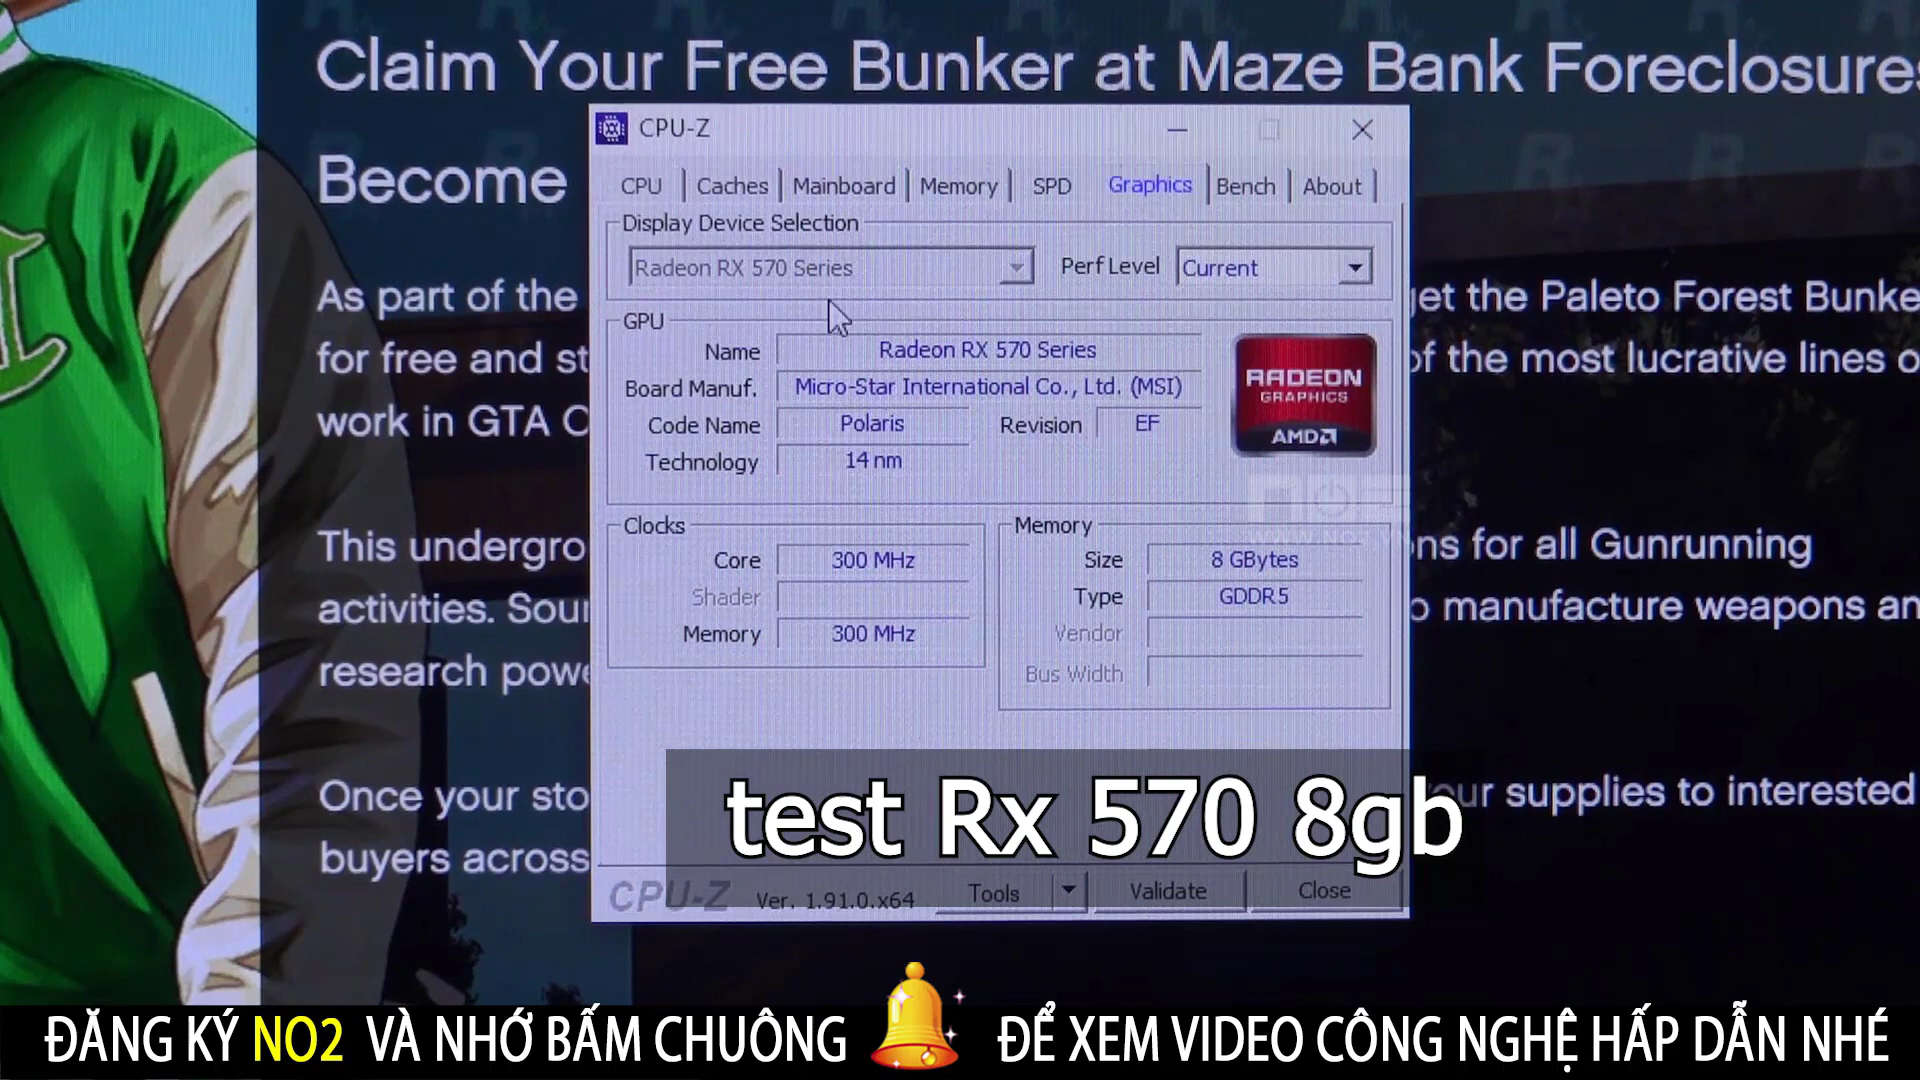 Claim Your Free Bunker at Maze Bank Foreclosures
Become
As part of the
get the Paleto Forest Bunke
for free and st
of the most lucrative lines o
work in GTA O
This undergro
ns for all Gunrunning
activities. Sour
o manufacture weapons an
research powe
Once your sto
our supplies to interested
buyers across
CPU-Z
CPU Caches Mainboard Memory SPD Graphics Bench About
Display Device Selection
Radeon RX 570 Series Perf Level Current
GPU
Name Radeon RX 570 Series
Board Manuf. Micro-Star International Co., Ltd. (MSI)
Code Name Polaris Revision EF
Technology 14 nm
RADEON
GRAPHICS
AMD
Clocks
Core 300 MHz
Shader
Memory 300 MHz
Memory
Size 8 GBytes
Type GDDR5
Vendor
Bus Width
test Rx 570 8gb
CPU-Z Ver. 1.91.0.x64 Tools Validate Close
ĐĂNG KÝ NO2 VÀ NHỚ BẤM CHUÔNG ĐỂ XEM VIDEO CÔNG NGHỆ HẤP DẪN NHÉ